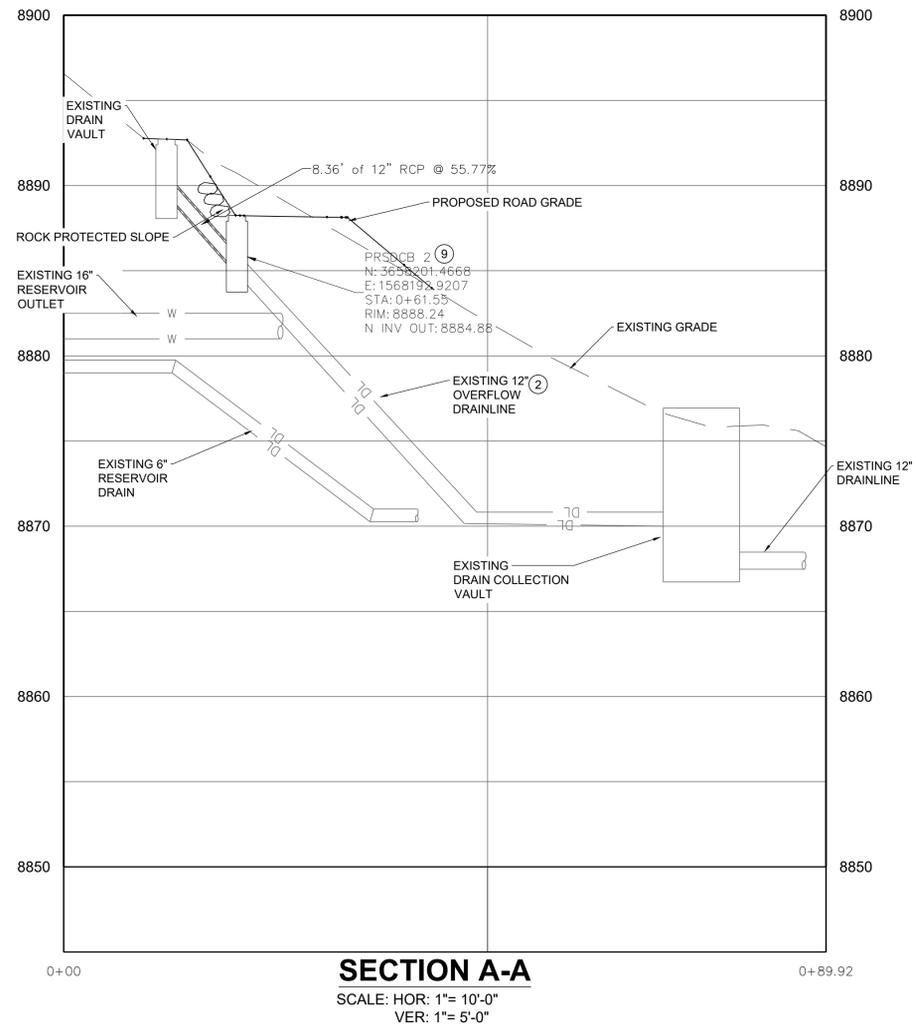 8900
8900
EXISTING
DRAIN
VAULT
8.36' of 12" RCP @ 55.77%
8890
8890
PROPOSED ROAD GRADE
ROCK PROTECTED SLOPE
PRSDCB 2 9
N: 3658201.4668
E: 1568192.9207
STA: 0+61.55
RIM: 8888.24
N INV OUT: 8884.88
EXISTING 16"
RESERVOIR
OUTLET
W
W
EXISTING GRADE
8880
8880
EXISTING 12" 2
OVERFLOW
DRAINLINE
DL
DL
DL
DL
EXISTING 6"
RESERVOIR
DRAIN
EXISTING 12"
DRAINLINE
DL
DL
8870
8870
EXISTING
DRAIN COLLECTION
VAULT
8860
8860
8850
8850
0+00
0+89.92
SECTION A-A
SCALE: HOR: 1"= 10'-0"
VER: 1"= 5'-0"